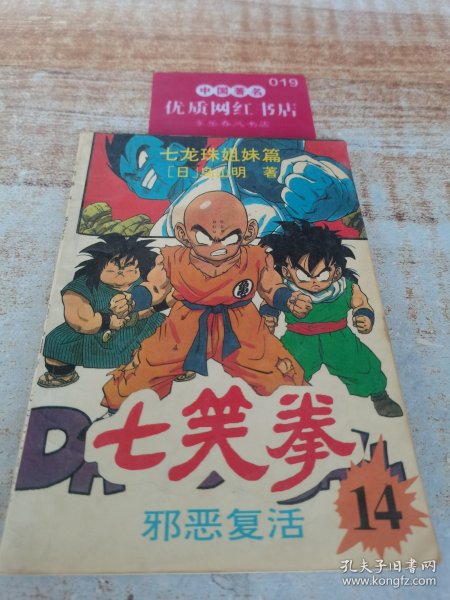 019
中国著名
优质网红书店
七龙珠姐妹篇
[日]鸟山明 著
七笑拳
14
邪恶复活
孔夫子旧书网
www.kongfz.com